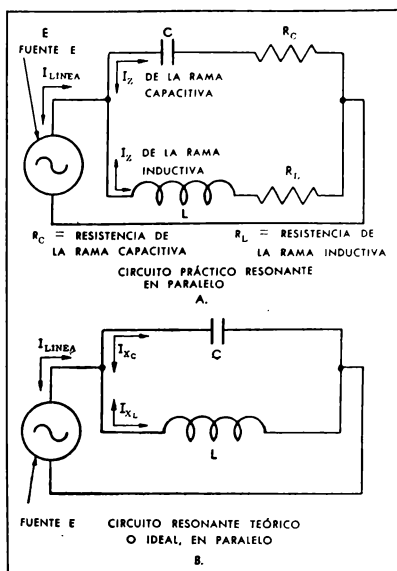 E
FUENTE E
I LINEA
C
R_C
I_Z DE LA RAMA
CAPACITIVA
I_Z DE LA RAMA
INDUCTIVA
R_L
L
R_C = RESISTENCIA DE
LA RAMA CAPACITIVA
R_L = RESISTENCIA DE
LA RAMA INDUCTIVA
CIRCUITO PRÁCTICO RESONANTE
EN PARALELO
A.
I LINEA
I_XC
C
I_XL
L
FUENTE E
CIRCUITO RESONANTE TEÓRICO
O IDEAL, EN PARALELO
B.